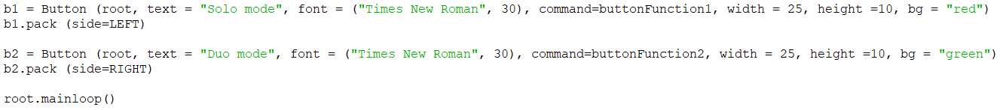 b1 = Button (root, text = "Solo mode", font = ("Times New Roman", 30), command=buttonFunction1, width = 25, height =10, bg = "red")
b1.pack (side=LEFT)
b2 = Button (root, text = "Duo mode", font = ("Times New Roman", 30), command=buttonFunction2, width = 25, height =10, bg = "green")
b2.pack (side=RIGHT)
root.mainloop()